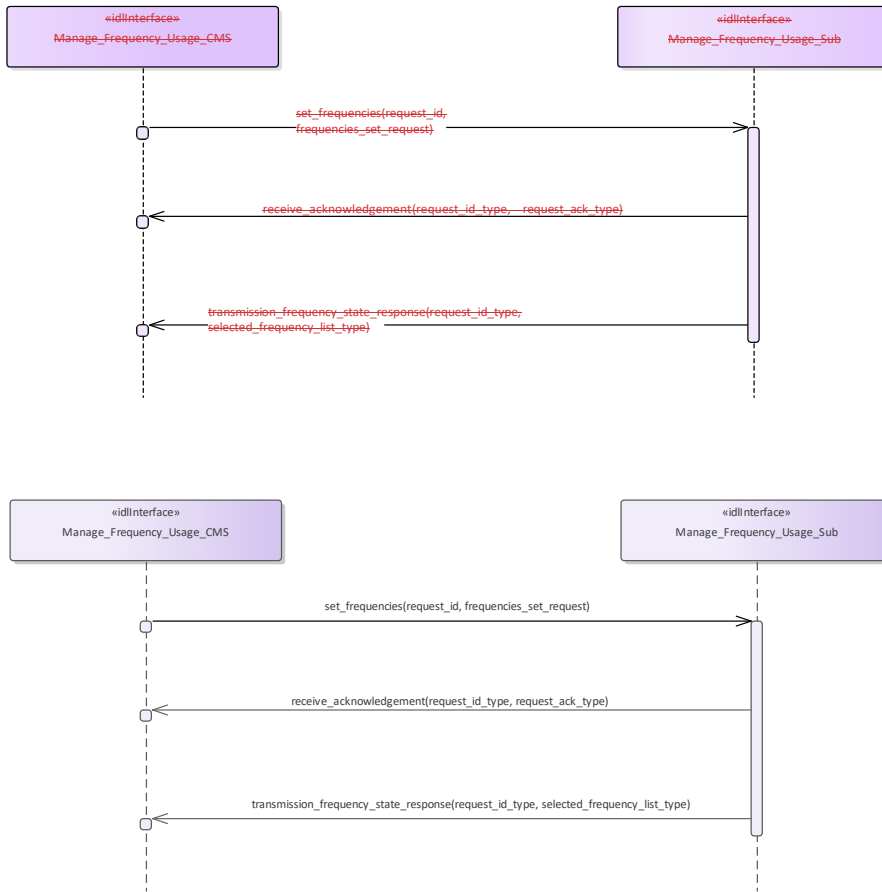 «idlInterface»
Manage_Frequency_Usage_CMS
«idlInterface»
Manage_Frequency_Usage_Sub
set_frequencies(request_id,
frequencies_set_request)
receive_acknowledgement(request_id_type, request_ack_type)
transmission_frequency_state_response(request_id_type,
selected_frequency_list_type)
«idlInterface»
Manage_Frequency_Usage_CMS
«idlInterface»
Manage_Frequency_Usage_Sub
set_frequencies(request_id, frequencies_set_request)
receive_acknowledgement(request_id_type, request_ack_type)
transmission_frequency_state_response(request_id_type, selected_frequency_list_type)